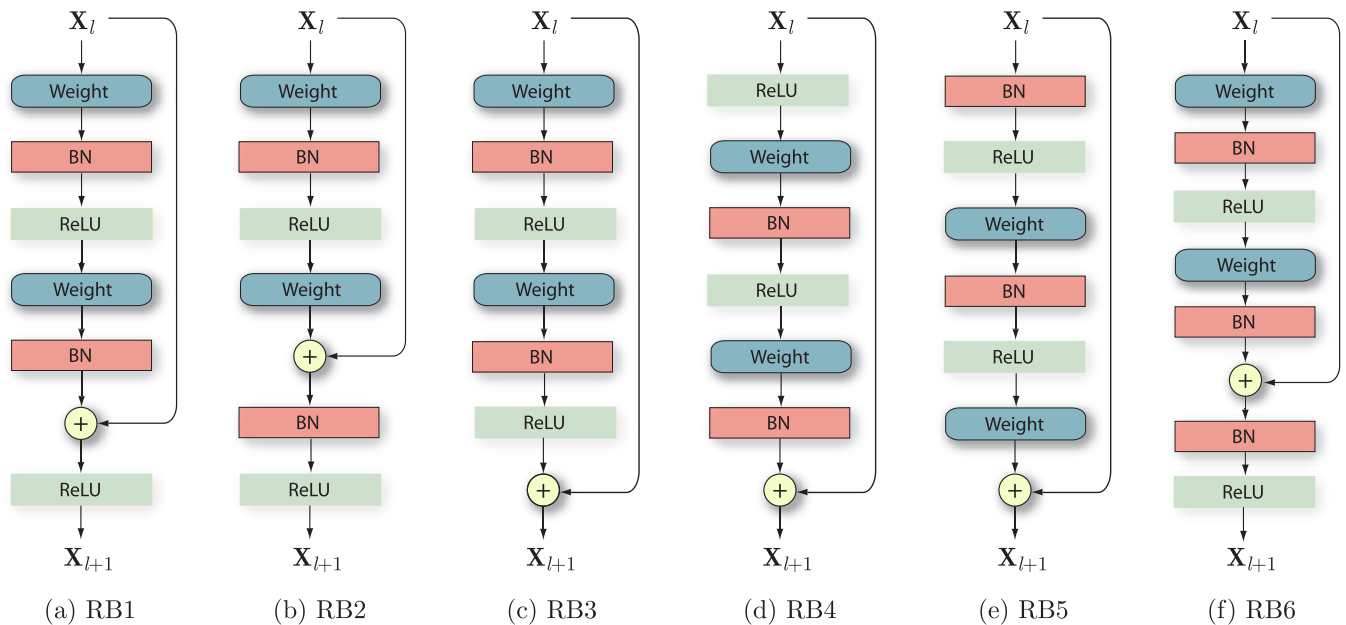 X_l
Weight
BN
ReLU
Weight
BN
+
ReLU
X_{l+1}
(a) RB1
X_l
Weight
BN
ReLU
Weight
+
BN
ReLU
X_{l+1}
(b) RB2
X_l
Weight
BN
ReLU
Weight
BN
ReLU
+
X_{l+1}
(c) RB3
X_l
ReLU
Weight
BN
ReLU
Weight
BN
+
X_{l+1}
(d) RB4
X_l
BN
ReLU
Weight
BN
ReLU
Weight
+
X_{l+1}
(e) RB5
X_l
Weight
BN
ReLU
Weight
BN
+
BN
ReLU
X_{l+1}
(f) RB6